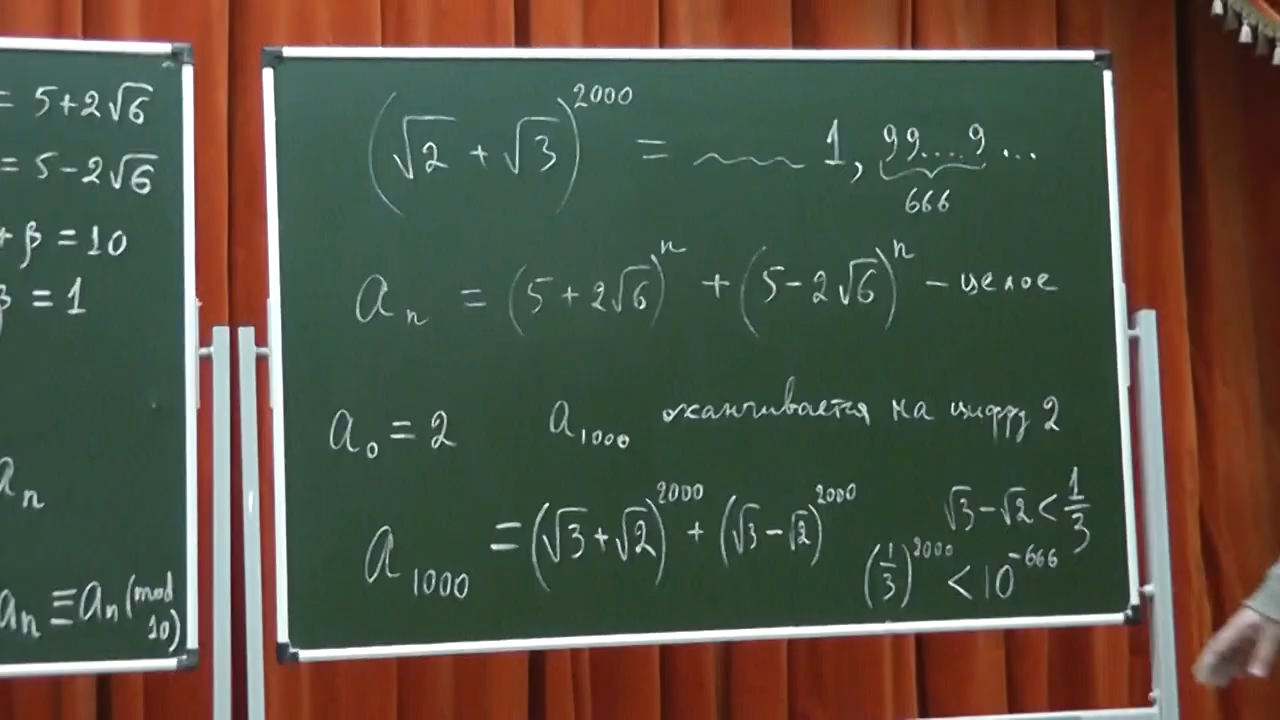 = 5+2√6
= 5-2√6
+ β = 10
β = 1
a_n
a_n ≡ a_n (mod 10)
(√2 + √3)^2000 = 1, 99....9 ...
666
a_n = (5+2√6)^n + (5-2√6)^n - целое
a_0 = 2 a_1000 оканчивается на цифру 2
a_1000 = (√3+√2)^2000 + (√3-√2)^2000 √3-√2 < 1/3
(1/3)^2000 < 10^-666